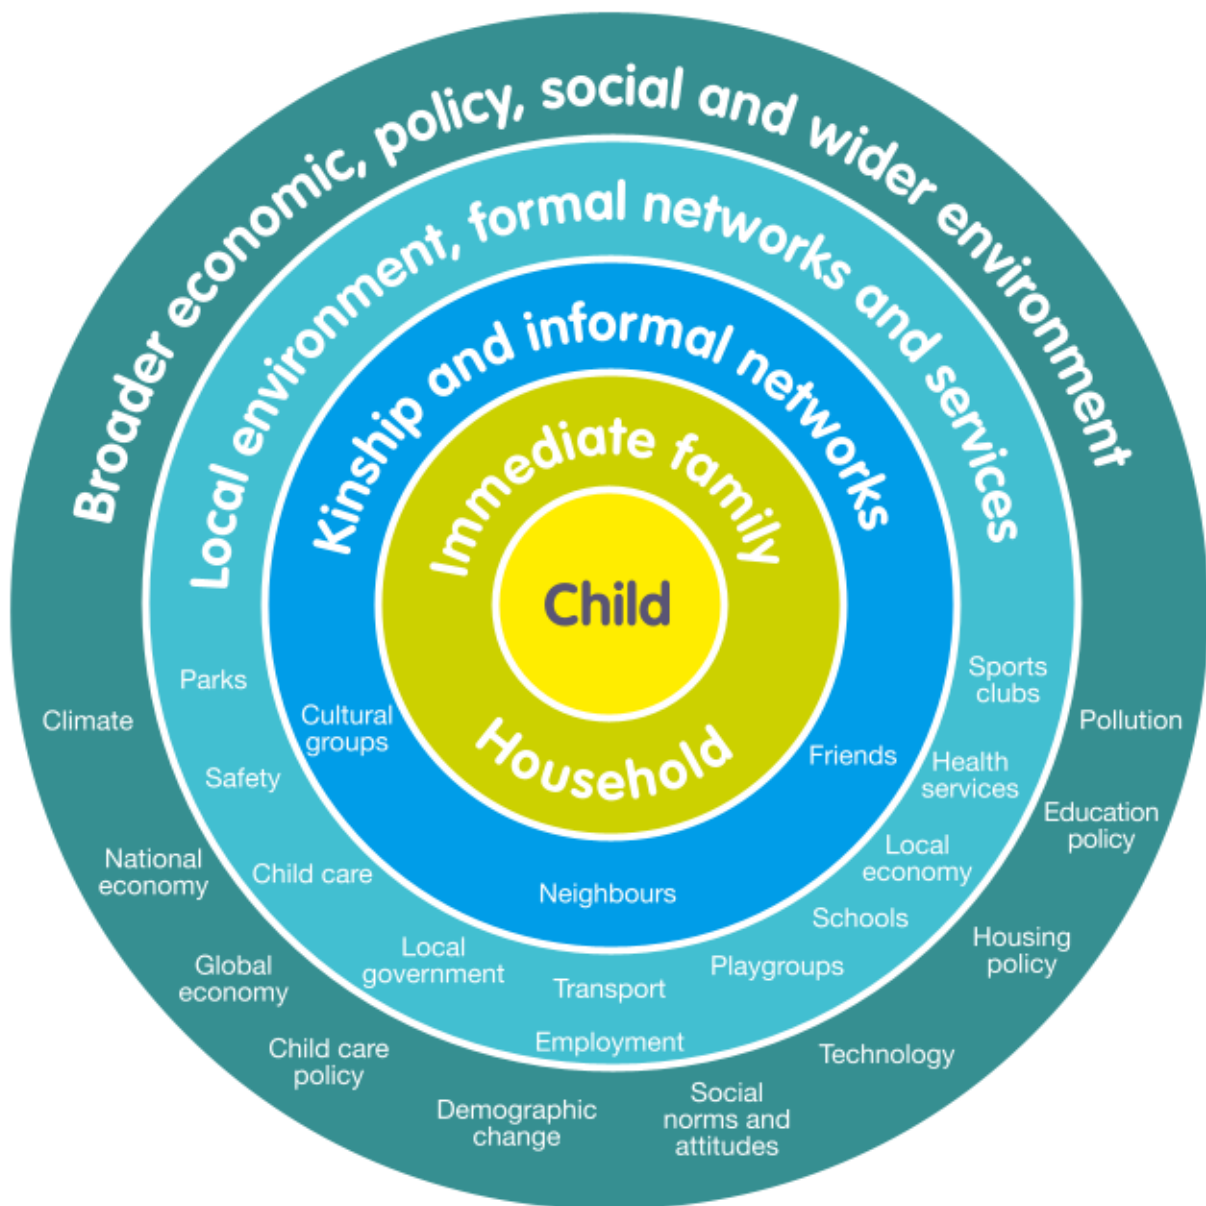 Broader economic, policy, social and wider environment
Local environment, formal networks and services
Kinship and informal networks
Immediate family
Child
Household
Parks
Sports
clubs
Climate
Cultural
groups
Pollution
Friends
Safety
Health
services
Education
policy
National
economy
Child care
Neighbours
Local
economy
Schools
Local
government
Transport
Playgroups
Housing
policy
Global
economy
Employment
Child care
policy
Technology
Demographic
change
Social
norms and
attitudes